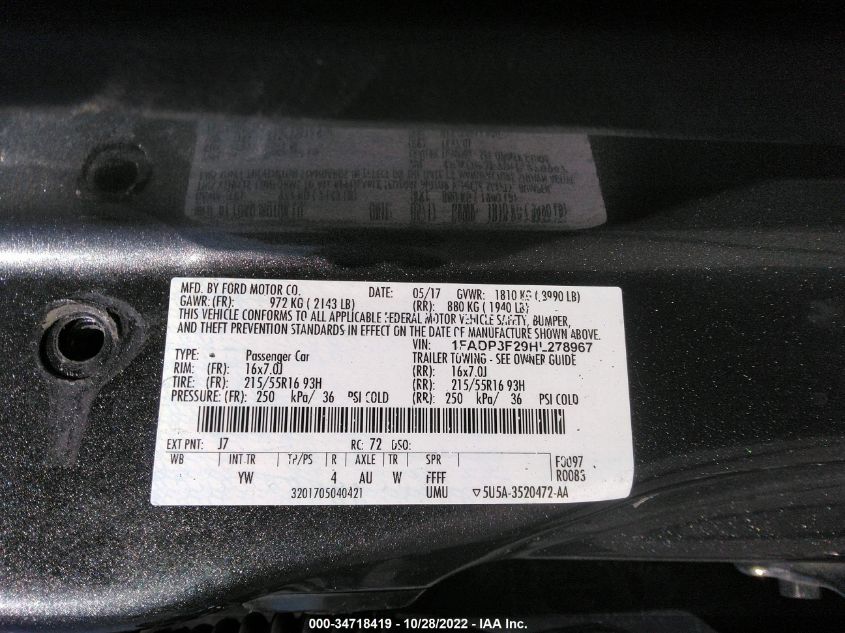 MFD. BY FORD MOTOR CO. DATE: 05/17 GVWR: 1810 KG (3990 LB)
GAWR: (FR): 972 KG (2143 LB) (RR): 880 KG (1940 LB)
THIS VEHICLE CONFORMS TO ALL APPLICABLE FEDERAL MOTOR VEHICLE SAFETY, BUMPER,
AND THEFT PREVENTION STANDARDS IN EFFECT ON THE DATE OF MANUFACTURE SHOWN ABOVE.
VIN: 1FADP3F29HL278967
TYPE: Passenger Car TRAILER TOWING - SEE OWNER GUIDE
RIM: (FR): 16x7.0J (RR): 16x7.0J
TIRE: (FR): 215/55R16 93H (RR): 215/55R16 93H
PRESSURE: (FR): 250 kPa/ 36 PSI COLD (RR): 250 kPa/ 36 PSI COLD
EXT PNT: J7 RC: 72 DSO:
WB INT TR TP/PS R AXLE TR SPR F0097
YW 4 AU W FFFF R0083
3201705040421 UMU ▽5U5A-3520472-AA
000-34718419 - 10/28/2022 - IAA Inc.